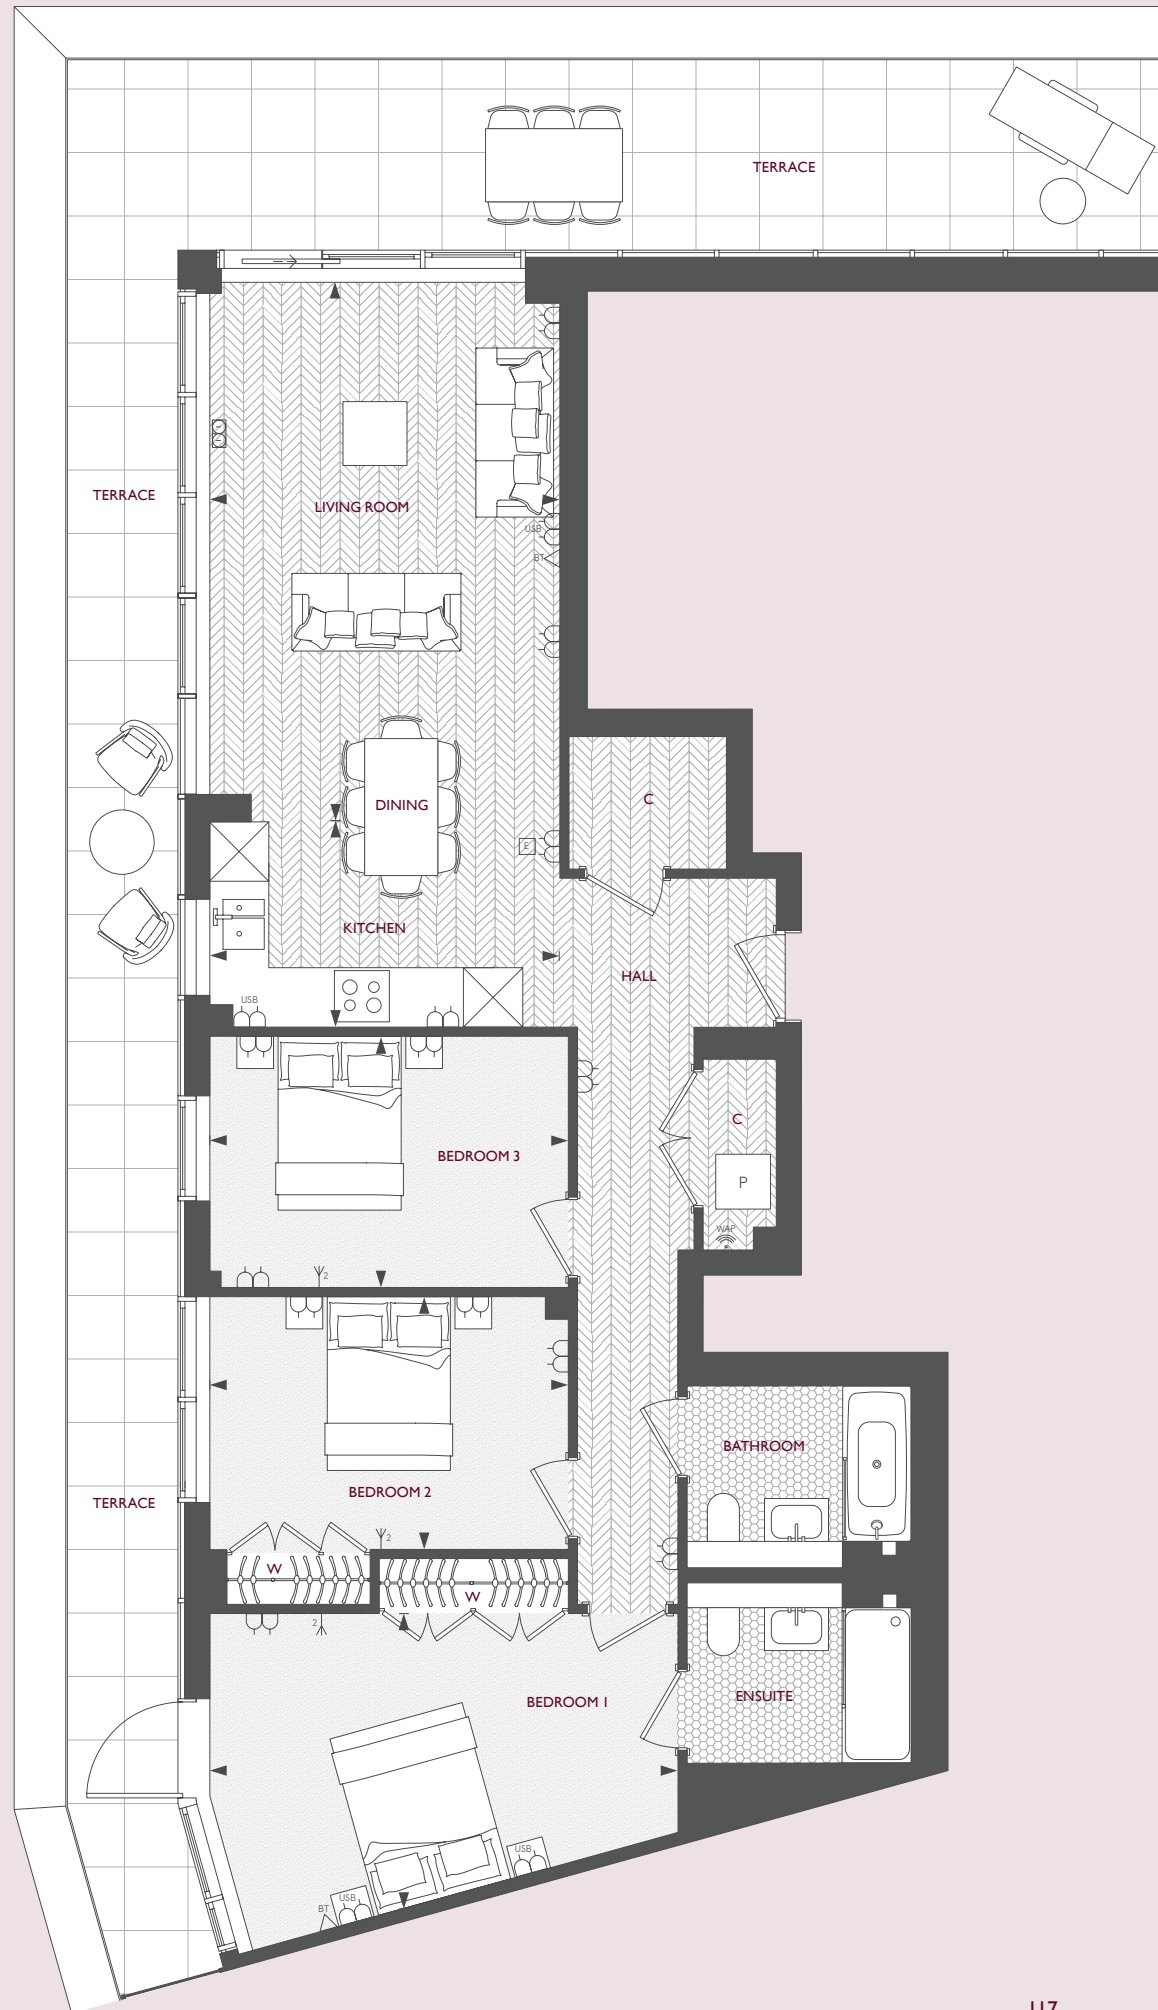 TERRACE
TERRACE
LIVING ROOM
USB
BT
C
DINING
E
KITCHEN
HALL
USB
C
BEDROOM 3
P
WAP
2
BATHROOM
BEDROOM 2
TERRACE
2
W
W
2
ENSUITE
BEDROOM 1
USB
USB
BT